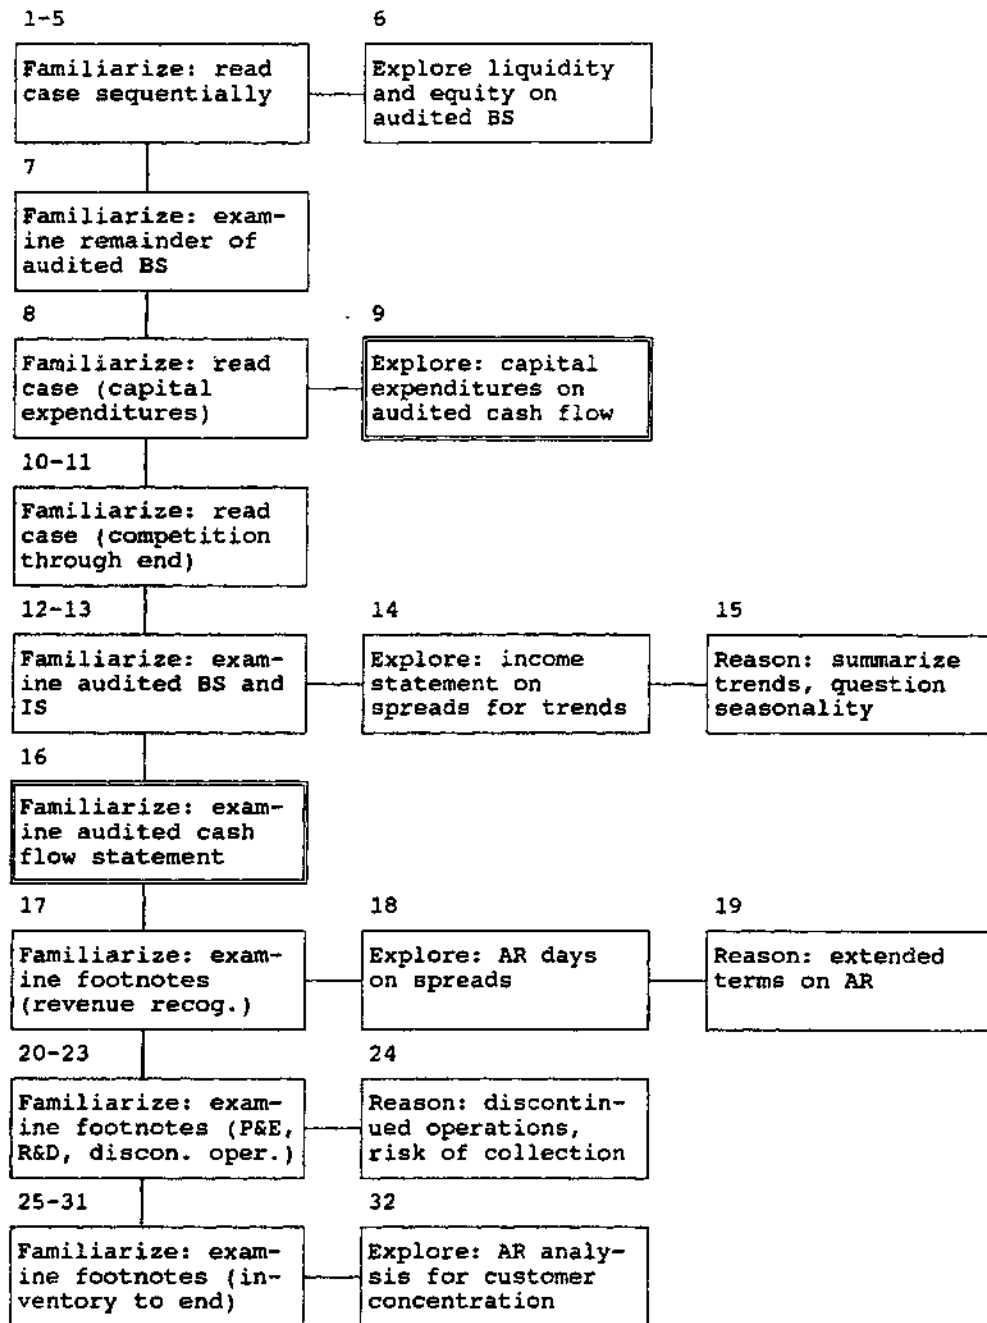 1-5
6
Familiarize: read
case sequentially
Explore liquidity
and equity on
audited BS
7
Familiarize: exam-
ine remainder of
audited BS
8
9
Familiarize: read
case (capital
expenditures)
Explore: capital
expenditures on
audited cash flow
10-11
Familiarize: read
case (competition
through end)
12-13
14
15
Familiarize: exam-
ine audited BS and
IS
Explore: income
statement on
spreads for trends
Reason: summarize
trends, question
seasonality
16
Familiarize: exam-
ine audited cash
flow statement
17
18
19
Familiarize: exam-
ine footnotes
(revenue recog.)
Explore: AR days
on spreads
Reason: extended
terms on AR
20-23
24
Familiarize: exam-
ine footnotes (P&E,
R&D, discon. oper.)
Reason: discontin-
ued operations,
risk of collection
25-31
32
Familiarize: exam-
ine footnotes (in-
ventory to end)
Explore: AR analy-
sis for customer
concentration